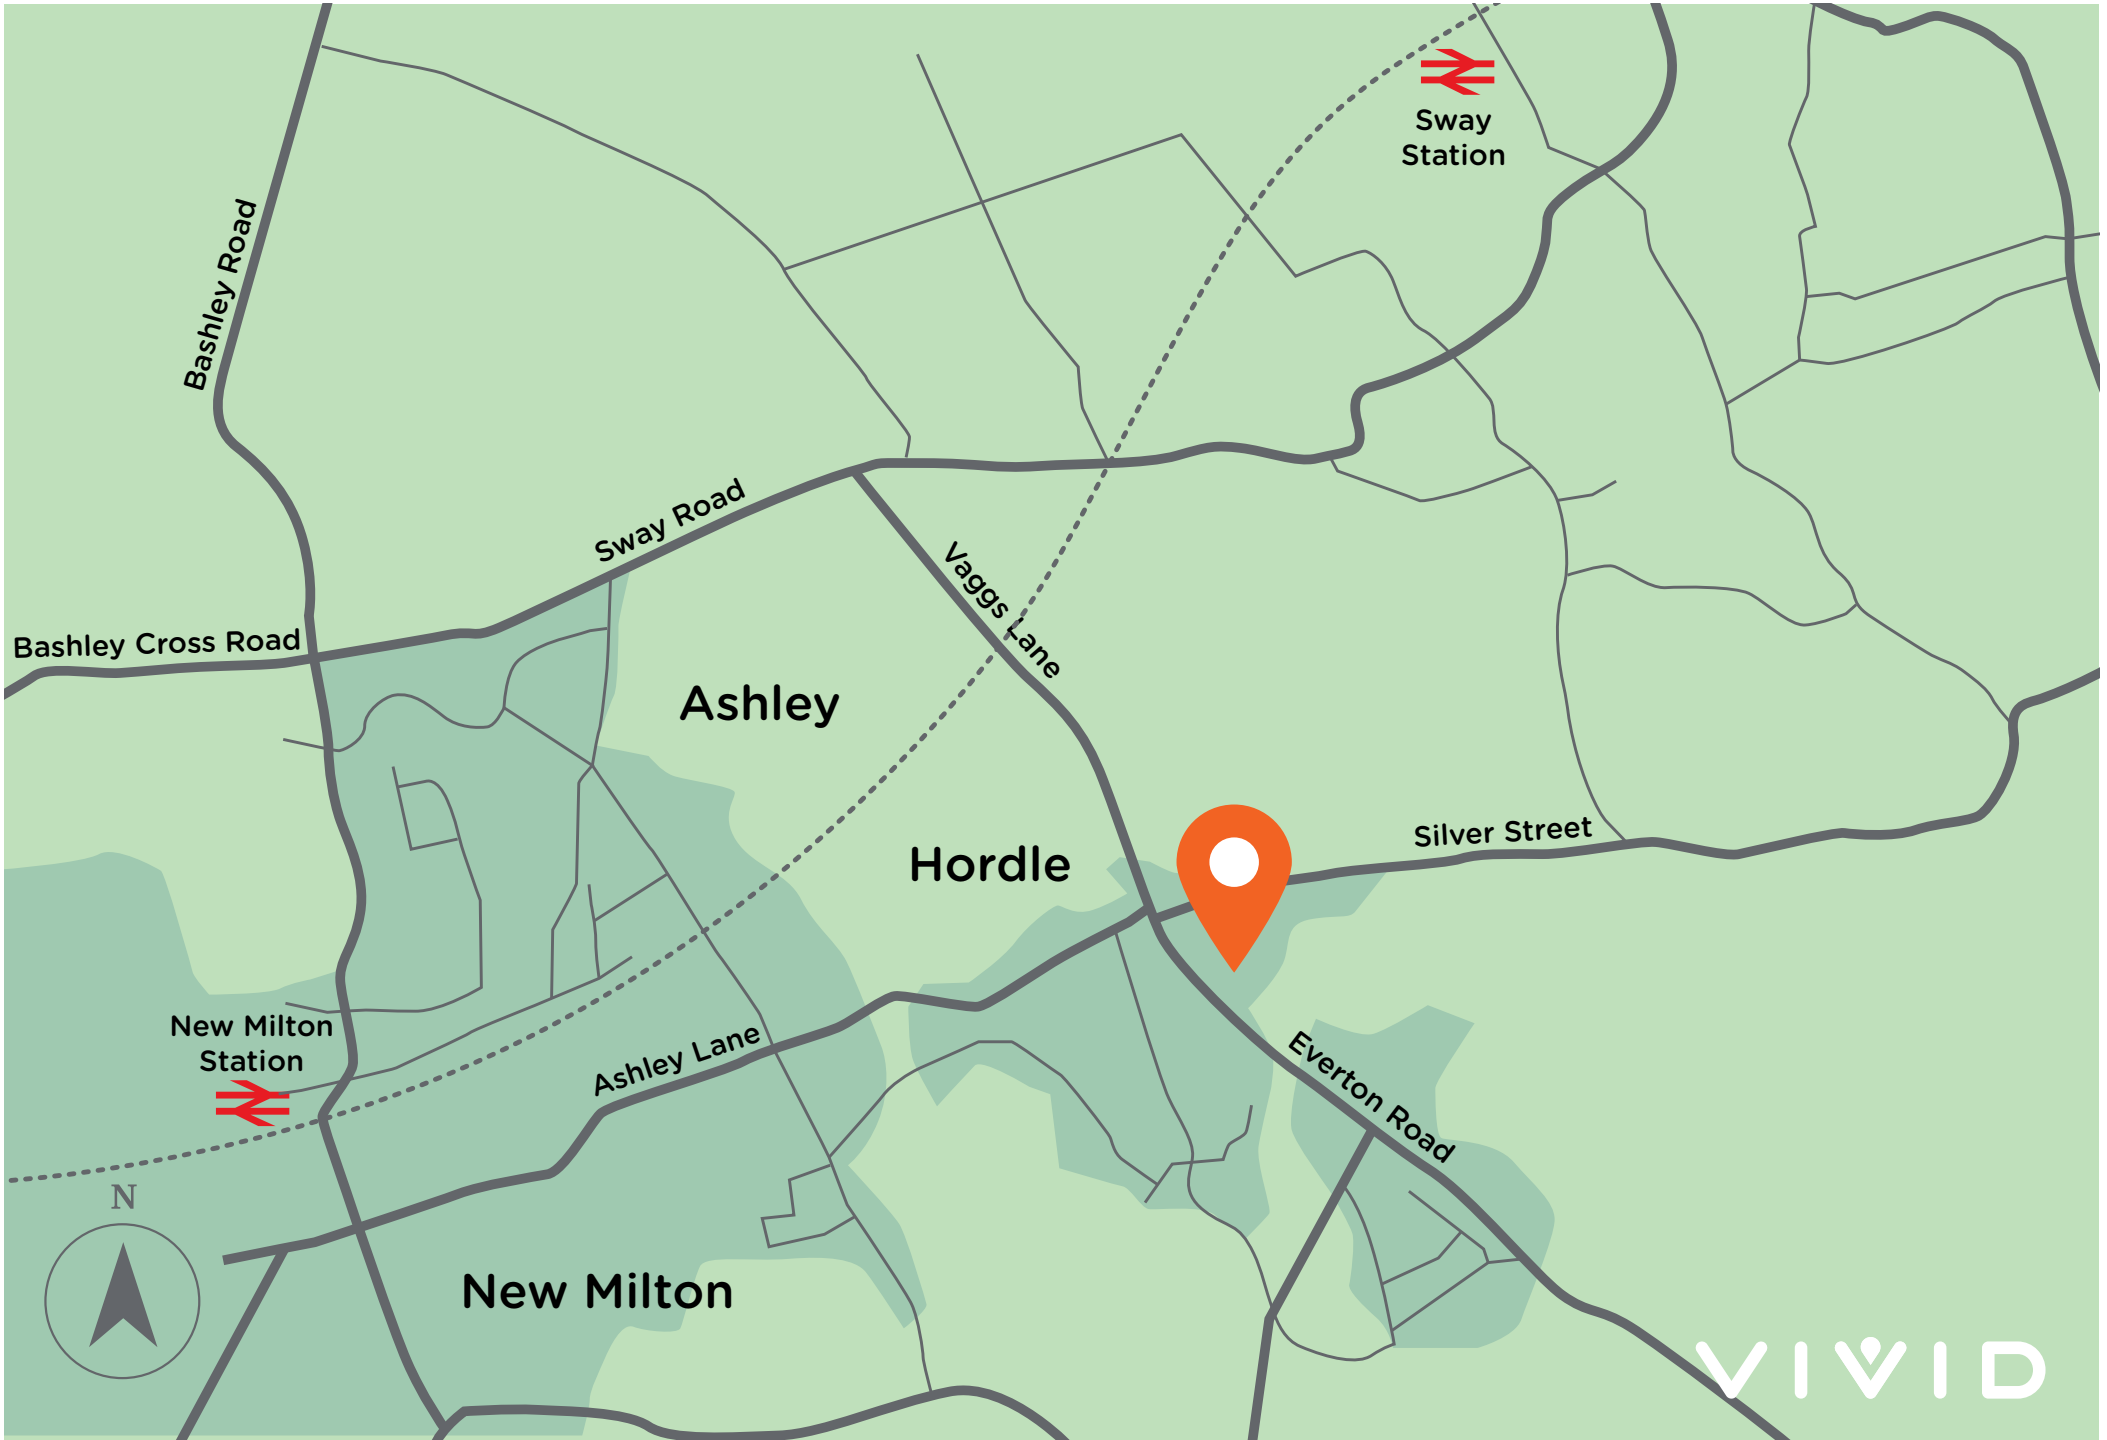 Sway
Station
Bashley Road
Sway Road
Vaggs Lane
Bashley Cross Road
Ashley
Silver Street
Hordle
New Milton
Station
Ashley Lane
Everton Road
N
New Milton
VIVID